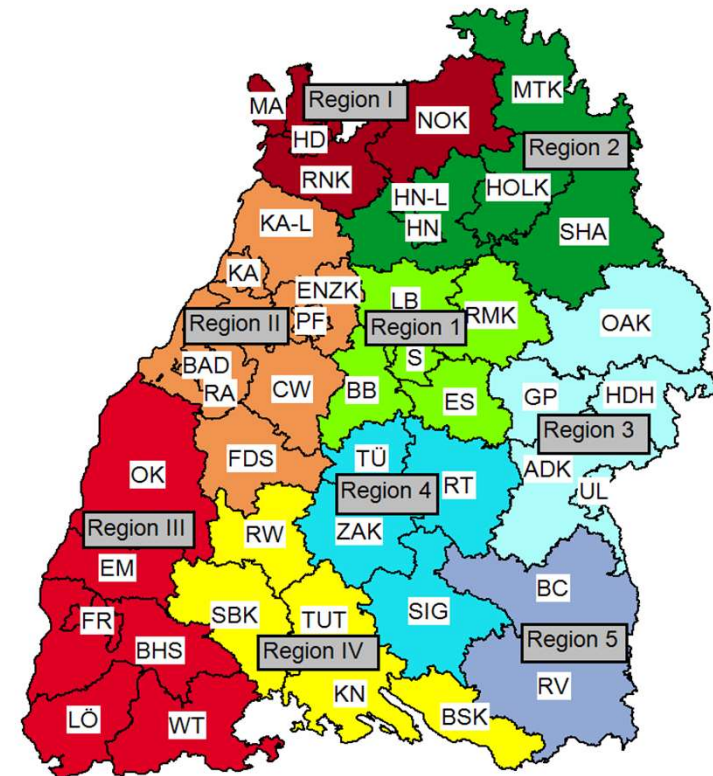 MTK
MA
Region I
NOK
HD
Region 2
RNK
HOLK
HN-L
KA-L
HN
SHA
KA
ENZK
LB
OAK
Region II
PF
Region 1
RMK
BAD
S
RA
CW
BB
ES
GP
HDH
Region 3
FDS
TÜ
ADK
OK
Region 4
RT
ÜL
Region III
RW
ZAK
EM
BC
FR
SBK
TUT
SIG
BHS
Region IV
Region 5
KN
RV
LÖ
WT
BSK